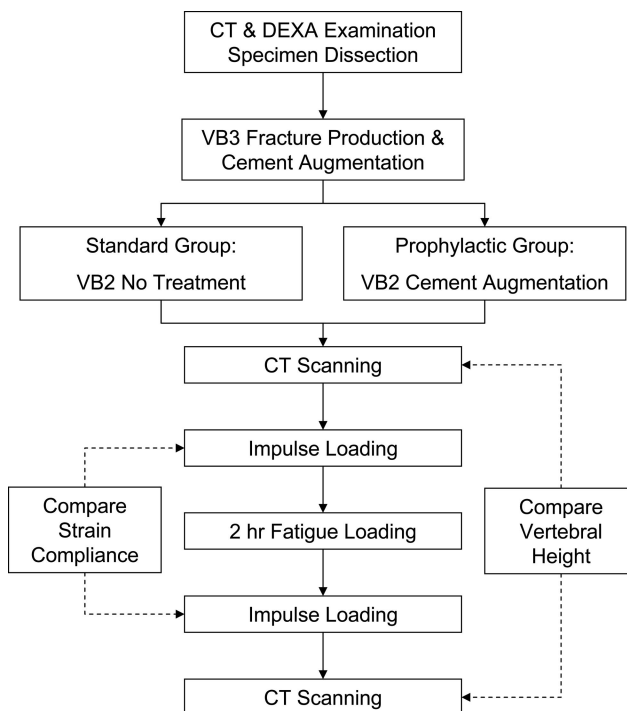 CT & DEXA Examination
Specimen Dissection
VB3 Fracture Production &
Cement Augmentation
Standard Group:
VB2 No Treatment
Prophylactic Group:
VB2 Cement Augmentation
CT Scanning
Impulse Loading
Compare
Strain
Compliance
2 hr Fatigue Loading
Compare
Vertebral
Height
Impulse Loading
CT Scanning